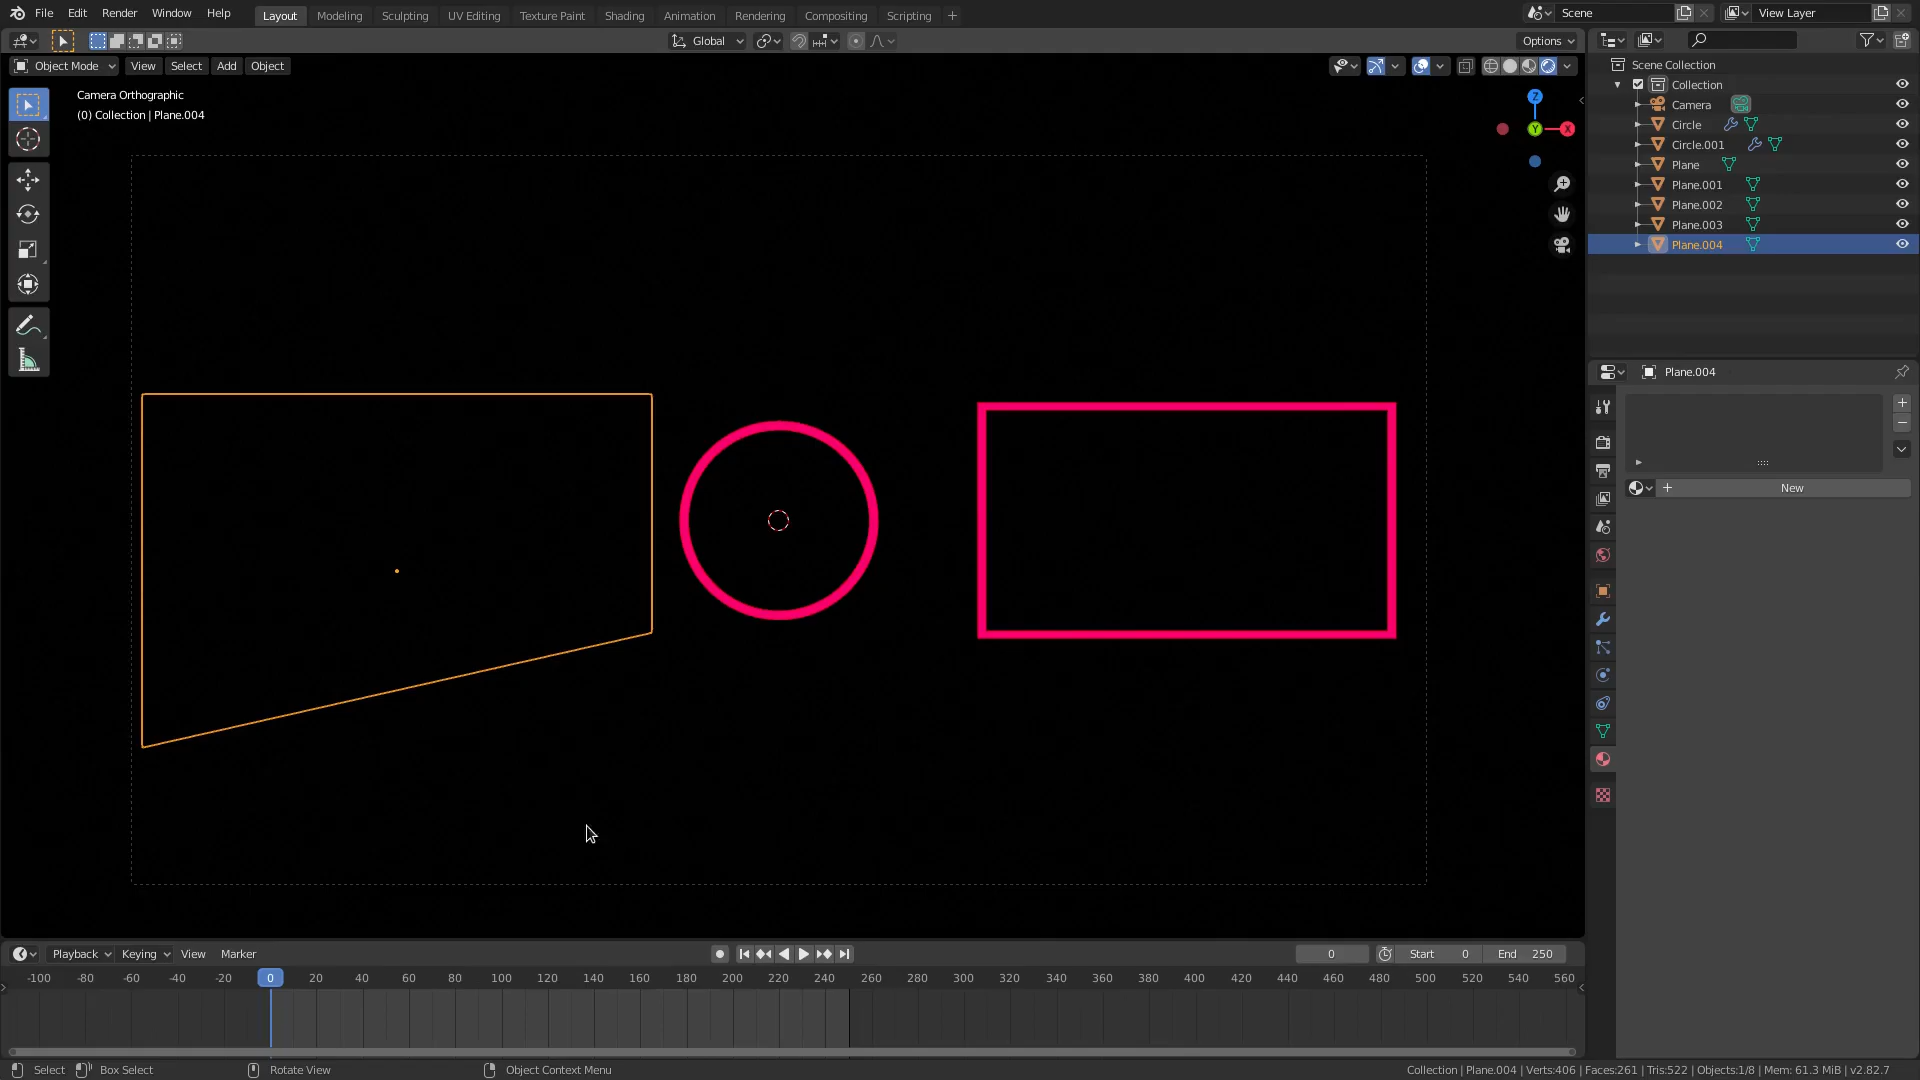 File Edit Render Window Help Layout Modeling Sculpting UV Editing Texture Paint Shading Animation Rendering Compositing Scripting + Scene View Layer
Global Options
Object Mode View Select Add Object
Camera Orthographic
(0) Collection | Plane.004
Z
Y
X
Scene Collection
Collection
Camera
Circle
Circle.001
Plane
Plane.001
Plane.002
Plane.003
Plane.004
Plane.004
+ New
Playback Keying View Marker 0 Start 0 End 250
-100 -80 -60 -40 -20 0 20 40 60 80 100 120 140 160 180 200 220 240 260 280 300 320 340 360 380 400 420 440 460 480 500 520 540 560
Select Box Select Rotate View Object Context Menu Collection | Plane.004 | Verts:406 | Faces:261 | Tris:522 | Objects:1/8 | Mem: 61.3 MiB | v2.82.7